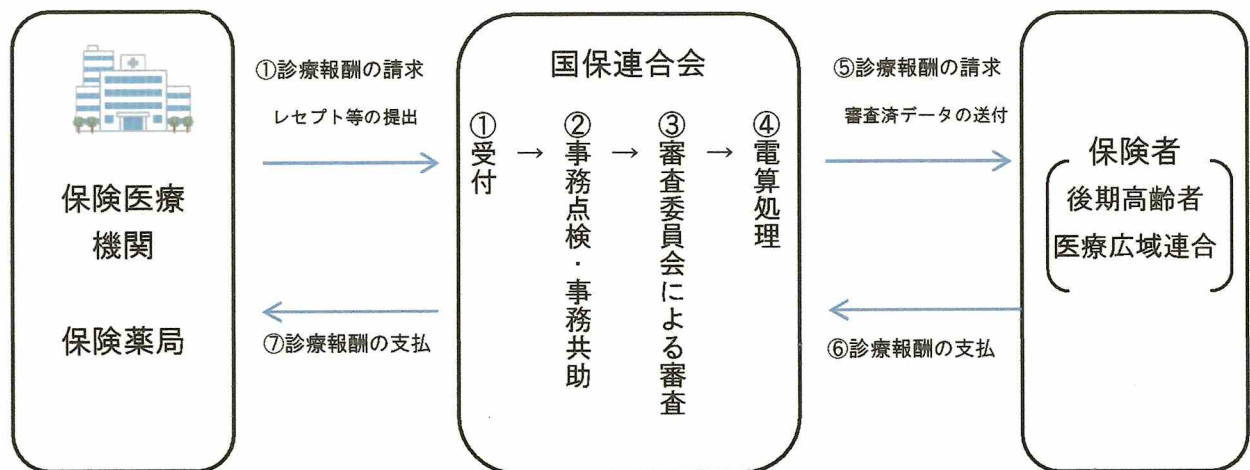 保険医療
機関
保険薬局
①診療報酬の請求
レセプト等の提出
⑦診療報酬の支払
国保連合会
①受付
→
②事務点検・事務共助
→
③審査委員会による審査
→
④電算処理
⑤診療報酬の請求
審査済データの送付
⑥診療報酬の支払
保険者
後期高齢者
医療広域連合